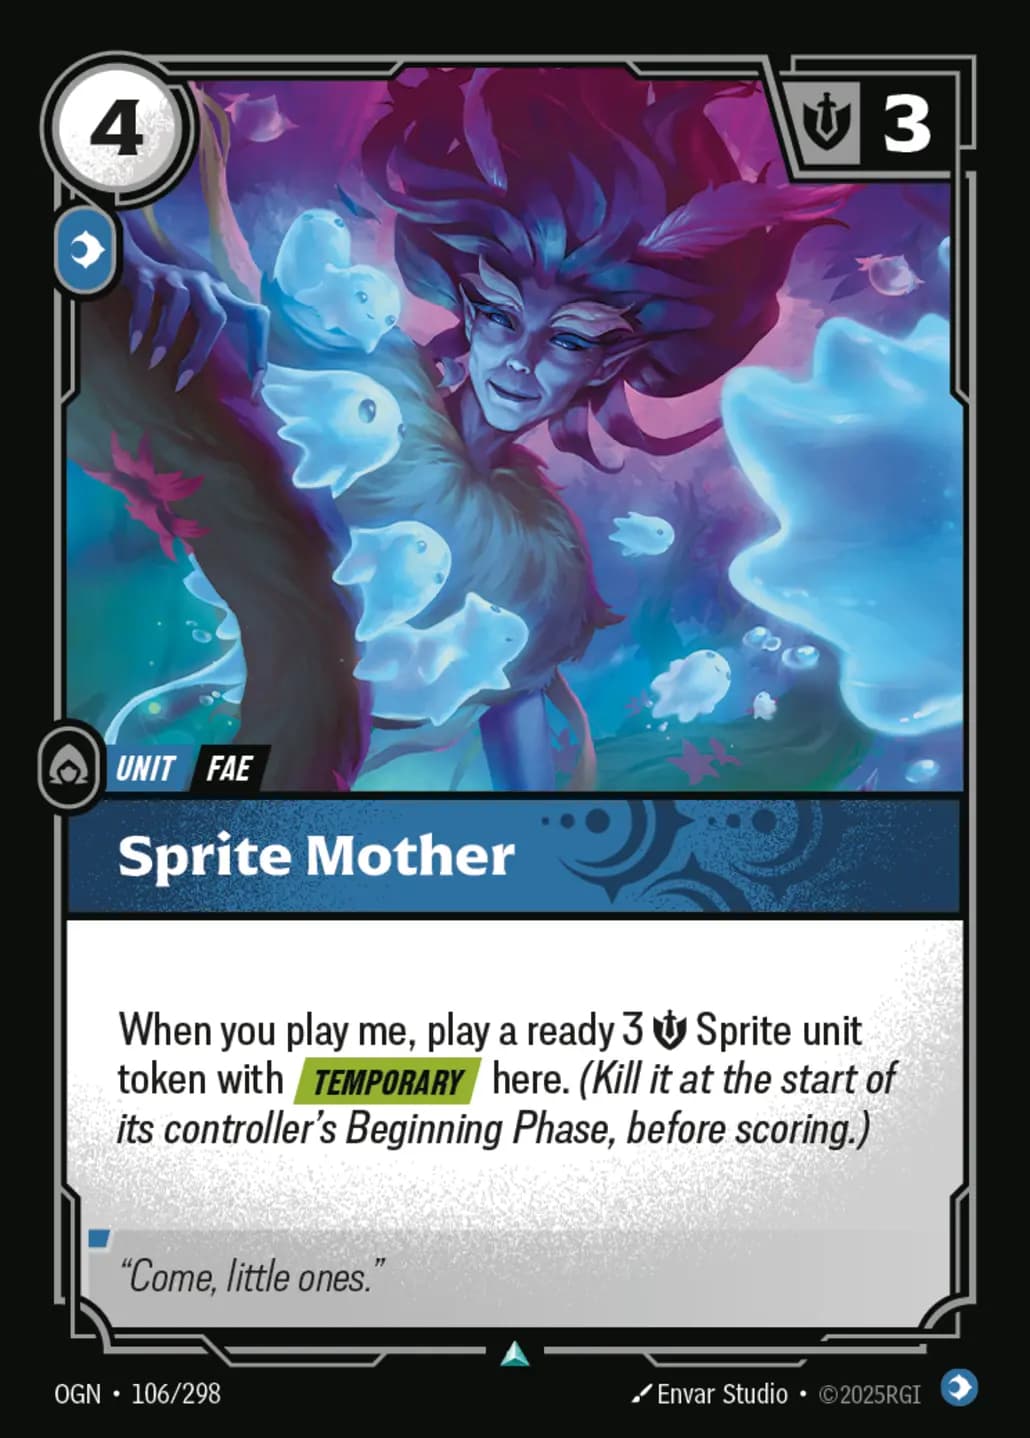 4
3
UNIT FAE
Sprite Mother
When you play me, play a ready 3 Sprite unit
token with TEMPORARY here. (Kill it at the start of
its controller's Beginning Phase, before scoring.)
“Come, little ones.”
OGN • 106/298
Envar Studio • ©2025RGI